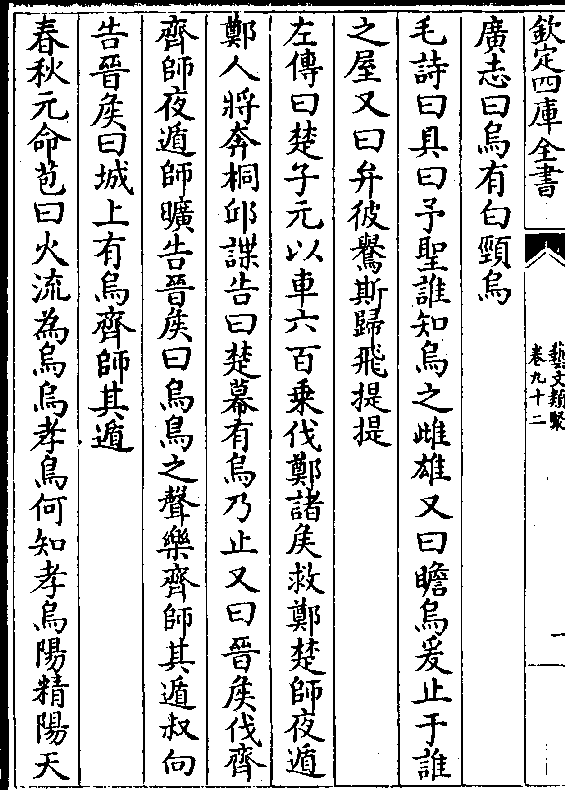 欽定四庫全書
藝文類聚
卷九十二
一
廣志曰烏有白頸烏
毛詩曰具曰予聖誰知烏之雌雄又曰瞻烏爰止于誰
之屋又曰弁彼鸒斯歸飛提提
左傳曰楚子元以車六百乗伐鄭諸矦救鄭楚師夜遁
鄭人將奔桐邱諜告曰楚幕有烏乃止又曰晉矦伐齊
齊師夜遁師曠告晉矦曰烏烏之聲樂齊師其遁叔向
告晉矦曰城上有烏齊師其遁
春秋元命苞曰火流為烏烏孝鳥何知孝烏陽精陽天